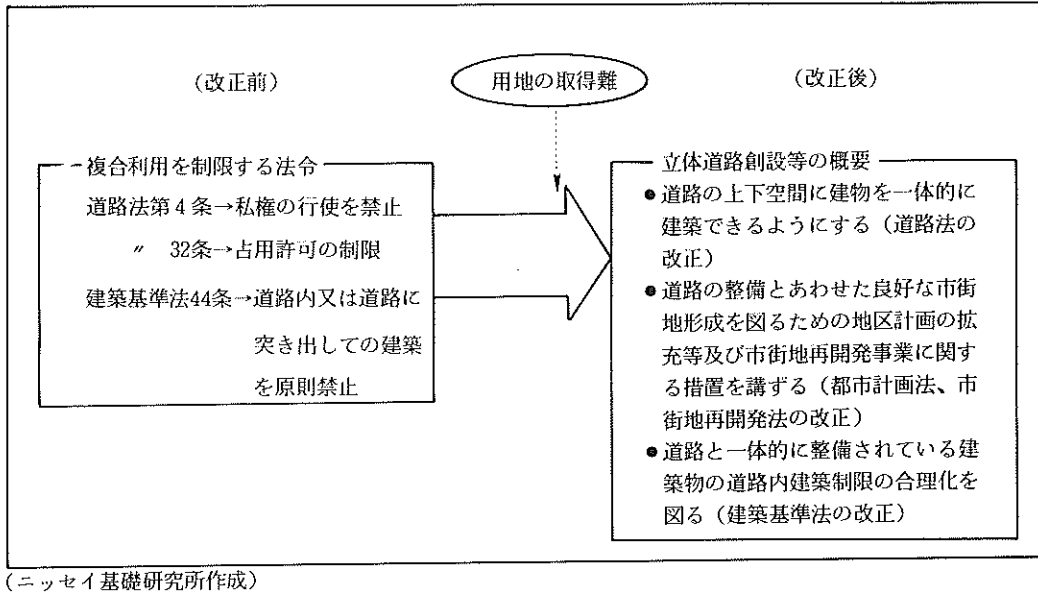 （改正前）
用地の取得難
（改正後）
複合利用を制限する法令
道路法第4条→私権の行使を禁止
〃 32条→占用許可の制限
建築基準法44条→道路内又は道路に
突き出しての建築
を原則禁止
立体道路創設等の概要
●道路の上下空間に建物を一体的に
建築できるようにする（道路法の
改正）
●道路の整備とあわせた良好な市街
地形成を図るための地区計画の拡
充等及び市街地再開発事業に関す
る措置を講ずる（都市計画法、市
街地再開発法の改正）
●道路と一体的に整備されている建
築物の道路内建築制限の合理化を
図る（建築基準法の改正）
（ニッセイ基礎研究所作成）